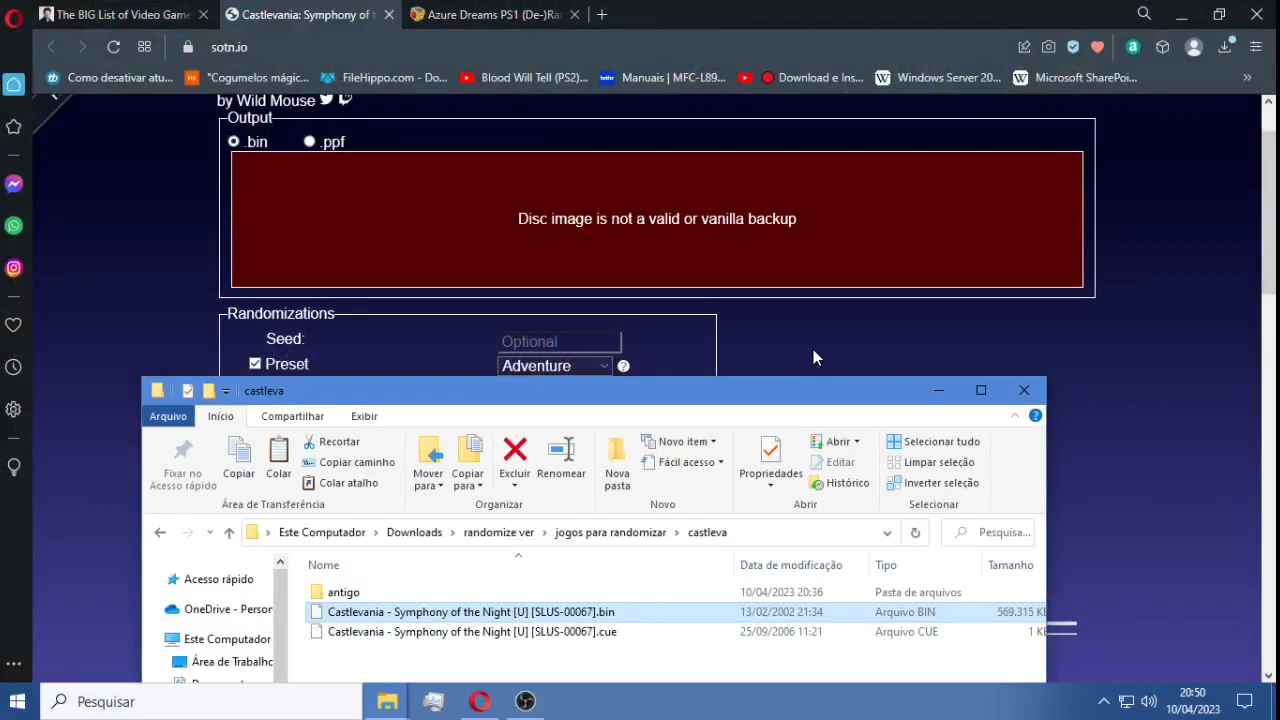 The BIG List of Video Game
Castlevania: Symphony of t
Azure Dreams PS1 (De-)Ra
sotn.io
Como desativar atu...
"Cogumelos mágic...
FileHippo.com - Do...
Blood Will Tell (PS2)...
Manuais | MFC-L89...
Download e Ins...
Windows Server 20...
Microsoft SharePoi...
by Wild Mouse
Output
.bin
.ppf
Disc image is not a valid or vanilla backup
Randomizations
Seed:
Optional
Preset
Adventure
castleva
Arquivo
Início
Compartilhar
Exibir
Fixar no
Acesso rápido
Copiar
Colar
Recortar
Copiar caminho
Colar atalho
Área de Transferência
Mover
para
Copiar
para
Excluir
Renomear
Organizar
Nova
pasta
Novo item
Fácil acesso
Novo
Propriedades
Abrir
Editar
Histórico
Abrir
Selecionar tudo
Limpar seleção
Inverter seleção
Selecionar
Este Computador
Downloads
randomize ver
jogos para randomizar
castleva
Pesquisa...
Nome
Data de modificação
Tipo
Tamanho
Acesso rápido
OneDrive - Person
Este Computador
Área de Trabalho
antigo
10/04/2023 20:36
Pasta de arquivos
Castlevania - Symphony of the Night [U] [SLUS-00067].bin
13/02/2002 21:34
Arquivo BIN
569.315 KB
Castlevania - Symphony of the Night [U] [SLUS-00067].cue
25/09/2006 11:21
Arquivo CUE
1 KB
Pesquisar
20:50
10/04/2023